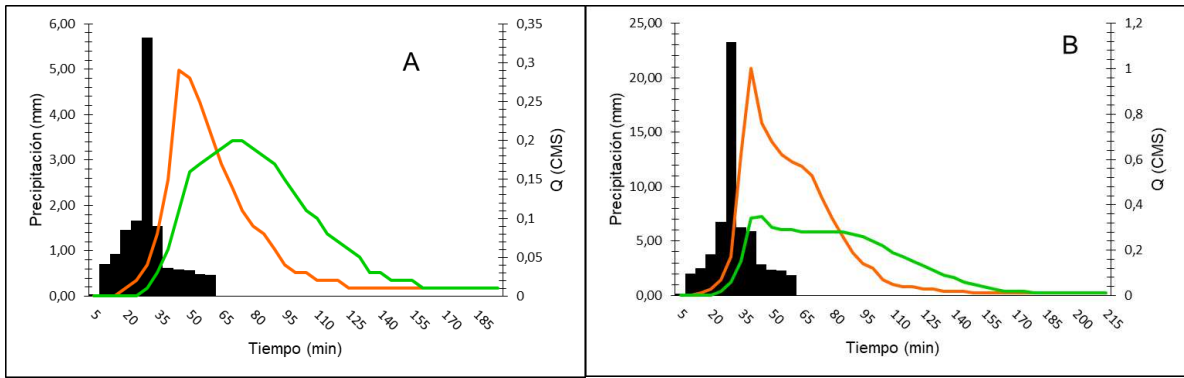 A
Precipitación (mm)
6,00
5,00
4,00
3,00
2,00
1,00
0,00
0,35
0,3
0,25
0,2
0,15
0,1
0,05
0
Q (CMS)
5 20 35 50 65 80 95 110 125 140 155 170 185
Tiempo (min)
B
Precipitación (mm)
25,00
20,00
15,00
10,00
5,00
0,00
1,2
1
0,8
0,6
0,4
0,2
0
Q (CMS)
5 20 35 50 65 80 95 110 125 140 155 170 185 200 215
Tiempo (min)